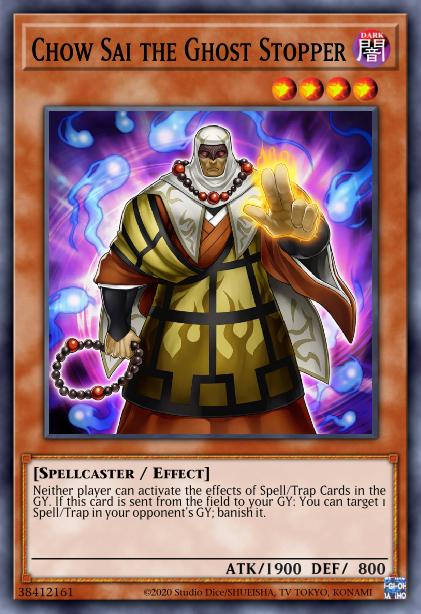 CHOW SAI THE GHOST STOPPER
DARK
闇
[SPELLCASTER / EFFECT]
Neither player can activate the effects of Spell/Trap Cards in the
GY. If this card is sent from the field to your GY: You can target 1
Spell/Trap in your opponent's GY; banish it.
ATK/1900 DEF/ 800
38412161
©2020 Studio Dice/SHUEISHA, TV TOKYO, KONAMI